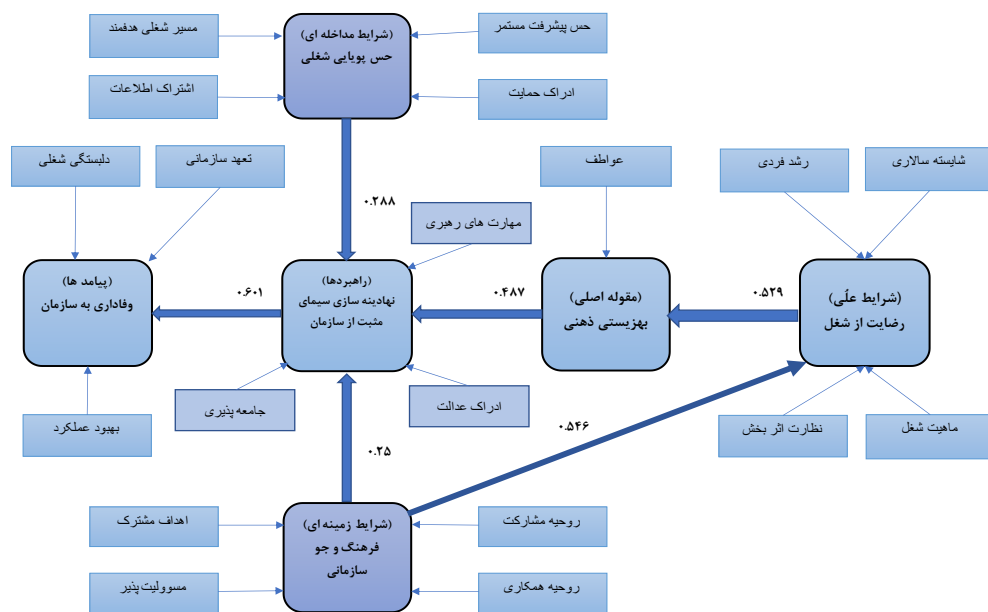 مسیر شغلی هدفمند
(شرایط مداخله ای)
حس پویایی شغلی
حس پیشرفت مستمر
اشتراک اطلاعات
ادراک حمایت
دلبستگی شغلی
تعهد سازمانی
۰.۲۸۸
عواطف
رشد فردی
شایسته سالاری
مهارت های رهبری
(پیامد ها)
وفاداری به سازمان
۰.۶۰۱
(راهبردها)
نهادینه سازی سیمای
مثبت از سازمان
۰.۴۸۷
(مقوله اصلی)
بهزیستی ذهنی
۰.۵۲۹
(شرایط علّی)
رضایت از شغل
جامعه پذیری
ادراک عدالت
بهبود عملکرد
۰.۲۵
۰.۵۴۶
نظارت اثر بخش
ماهیت شغل
اهداف مشترک
(شرایط زمینه ای)
فرهنگ و جو
سازمانی
روحیه مشارکت
مسوولیت پذیر
روحیه همکاری